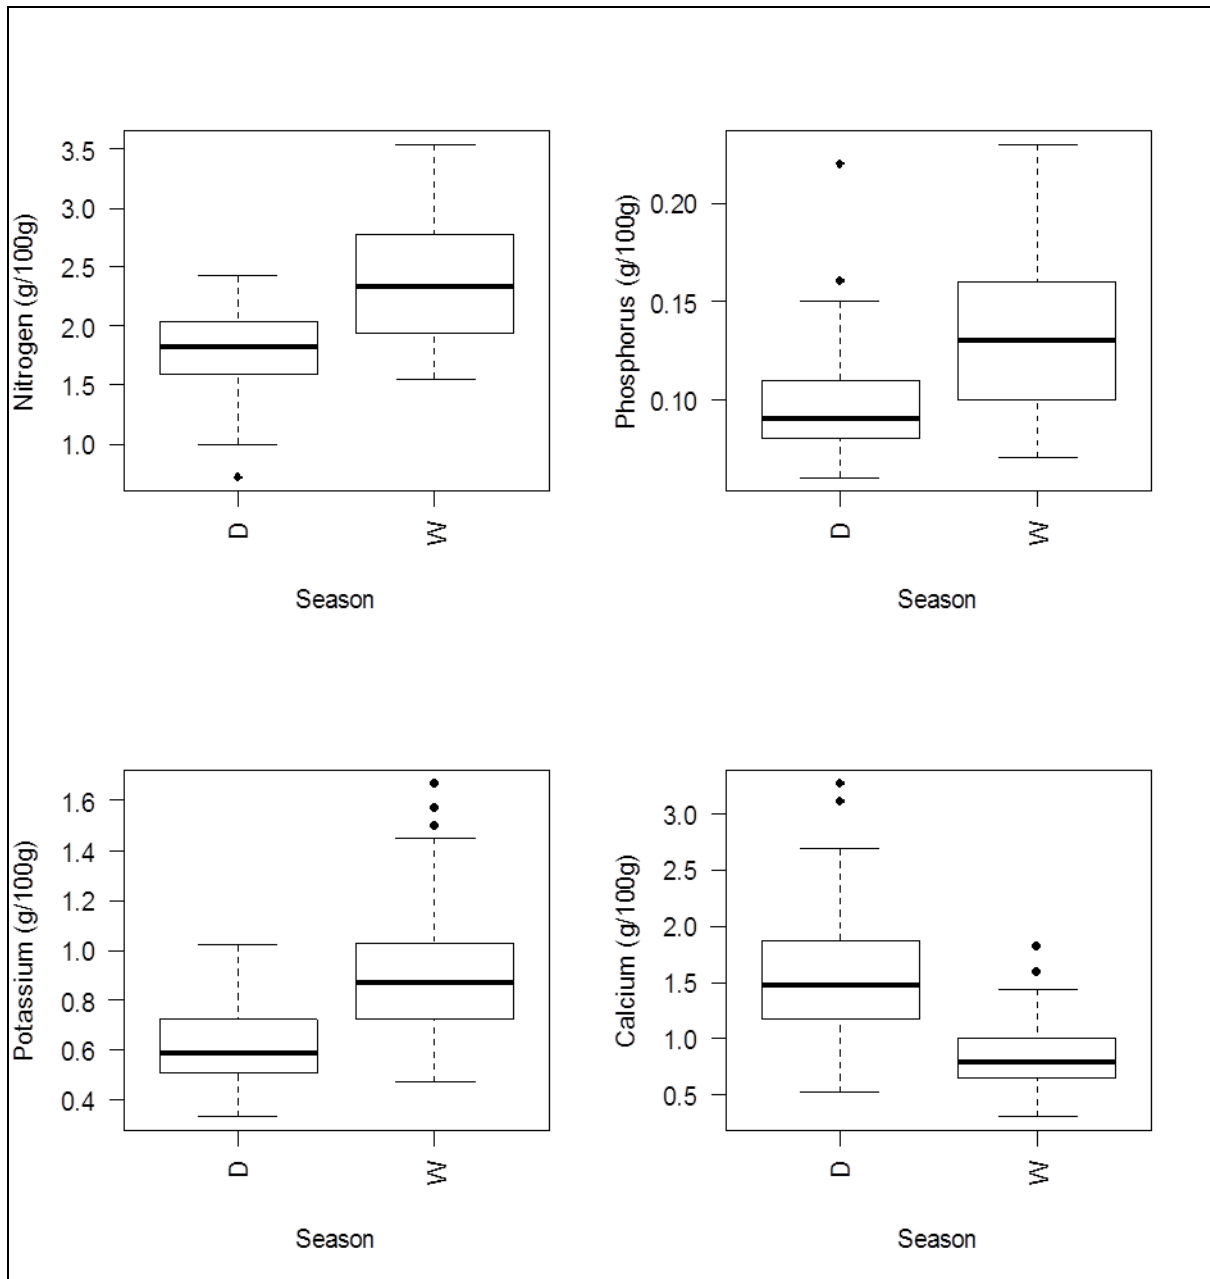 Nitrogen (g/100g)
3.5
3.0
2.5
2.0
1.5
1.0
D
W
Season
Phosphorus (g/100g)
0.20
0.15
0.10
D
W
Season
Potassium (g/100g)
1.6
1.4
1.2
1.0
0.8
0.6
0.4
D
W
Season
Calcium (g/100g)
3.0
2.5
2.0
1.5
1.0
0.5
D
W
Season